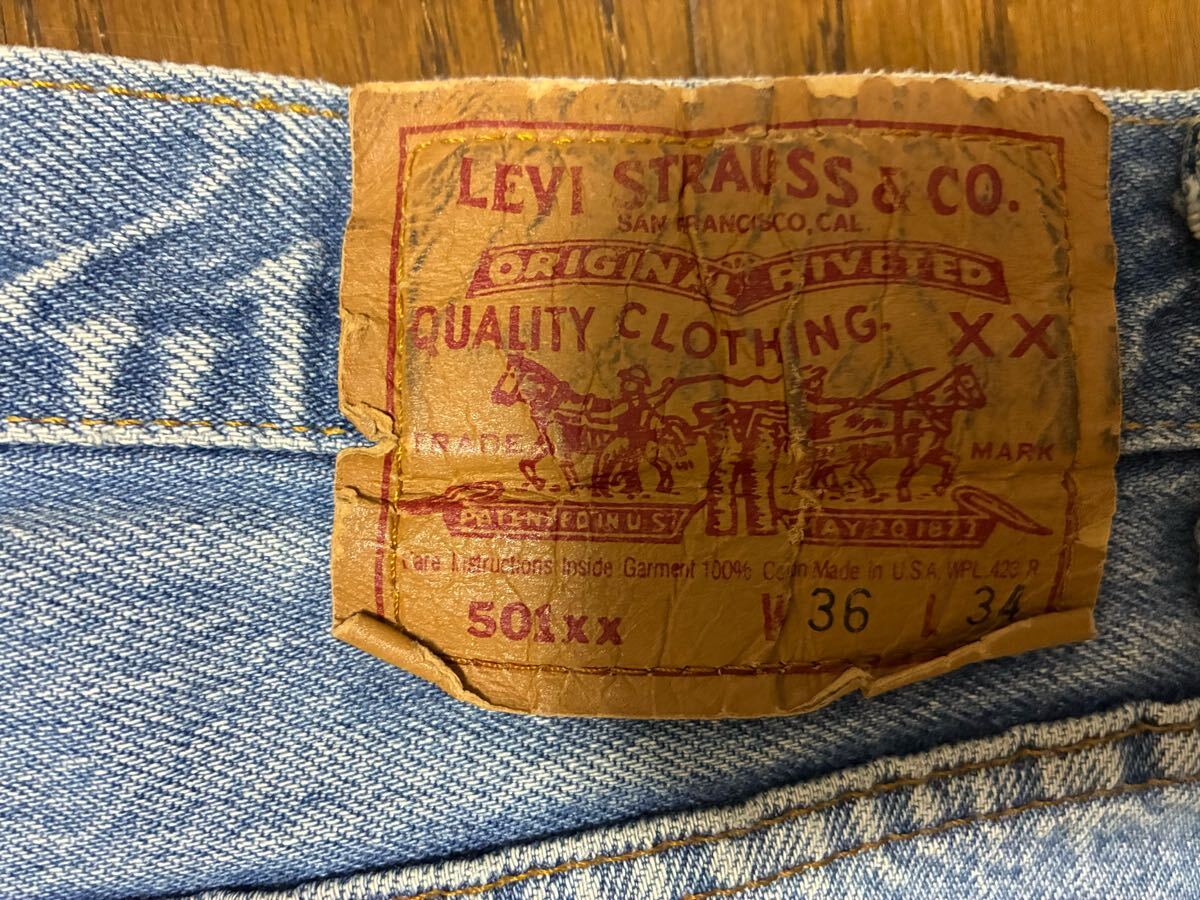 LEVI STRAUSS & CO.
SAN FRANCISCO, CAL.
ORIGINAL RIVETED
QUALITY CLOTHING. XX
TRADE MARK
PATENTED IN U.S. MAY 20 1873
Care Instructions Inside Garment 100% Cotton Made in U.S.A. WPL 423 R
501xx W 36 L 34